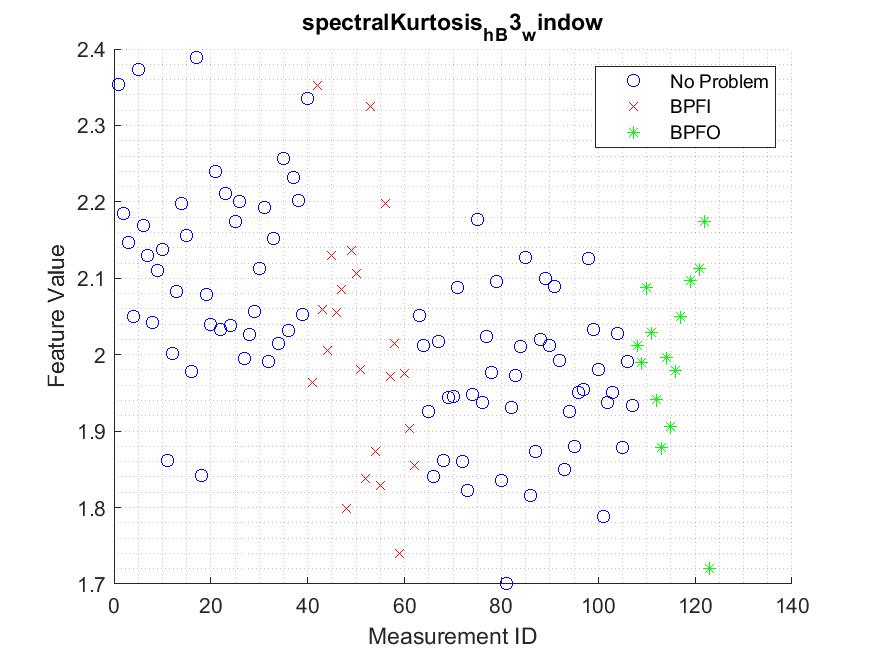 spectralKurtosis_hB3_window
No Problem
BPFI
BPFO
Feature Value
2.4
2.3
2.2
2.1
2
1.9
1.8
1.7
0 20 40 60 80 100 120 140
Measurement ID